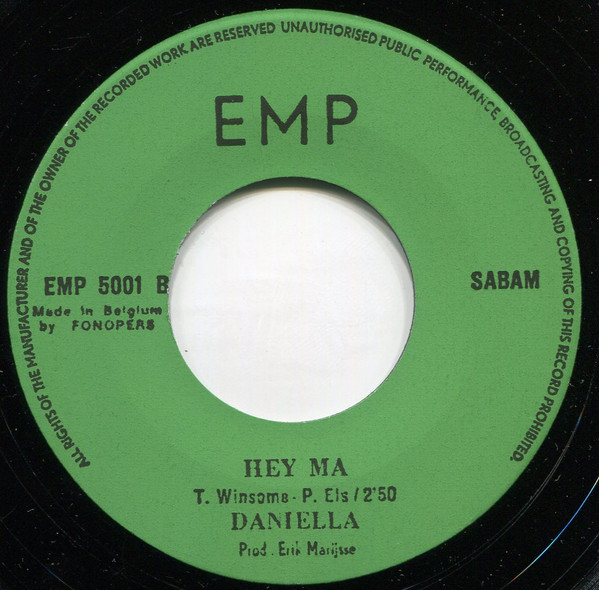 ALL RIGHTS OF THE MANUFACTURER AND OF THE OWNER OF THE RECORDED WORK ARE RESERVED UNAUTHORISED PUBLIC PERFORMANCE, BROADCASTING AND COPYING OF THIS RECORD PROHIBITED.
EMP
EMP 5001 B
SABAM
Made in Belgium
by FONOPERS
HEY MA
T. Winsome - P. Els / 2'50
DANIELLA
Prod. Erik Marijsse